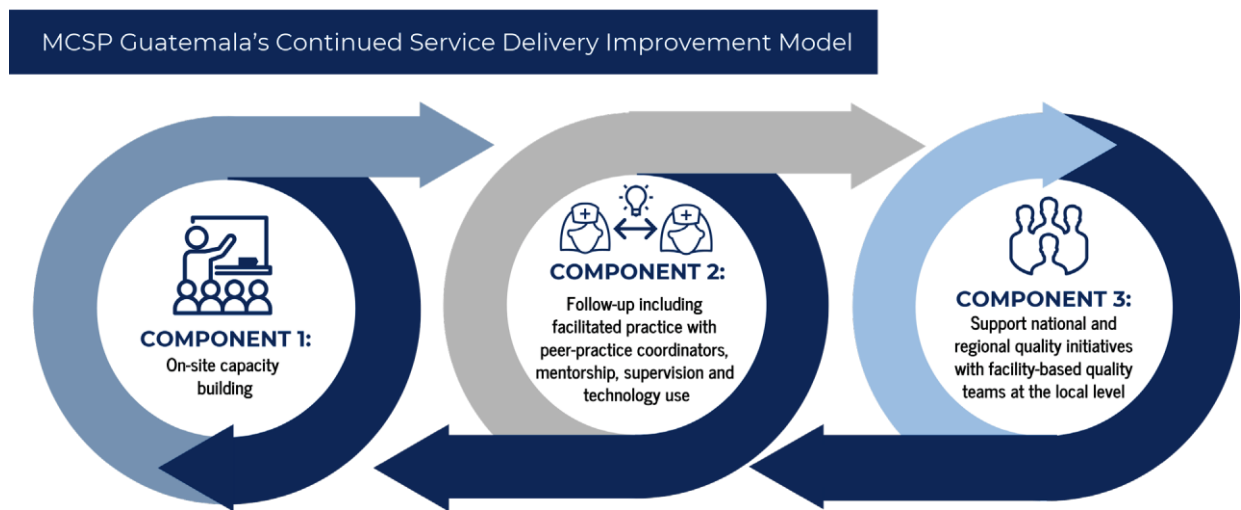 MCSP Guatemala's Continued Service Delivery Improvement Model
COMPONENT 1:
On-site capacity
building
COMPONENT 2:
Follow-up including
facilitated practice with
peer-practice coordinators,
mentorship, supervision and
technology use
COMPONENT 3:
Support national and
regional quality initiatives
with facility-based quality
teams at the local level